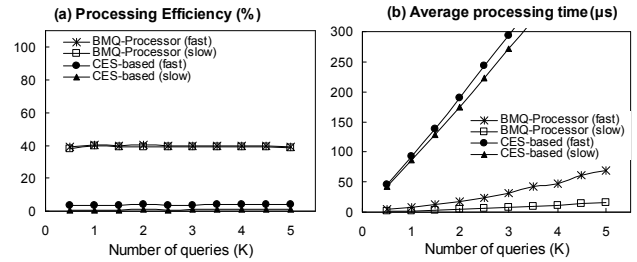 (a) Processing Efficiency (%)
BMQ-Processor (fast)
BMQ-Processor (slow)
CES-based (fast)
CES-based (slow)
100
80
60
40
20
0
0 1 2 3 4 5
Number of queries (K)
(b) Average processing time (µs)
300
250
200
150
100
50
0
BMQ-Processor (fast)
BMQ-Processor (slow)
CES-based (fast)
CES-based (slow)
0 1 2 3 4 5
Number of queries (K)